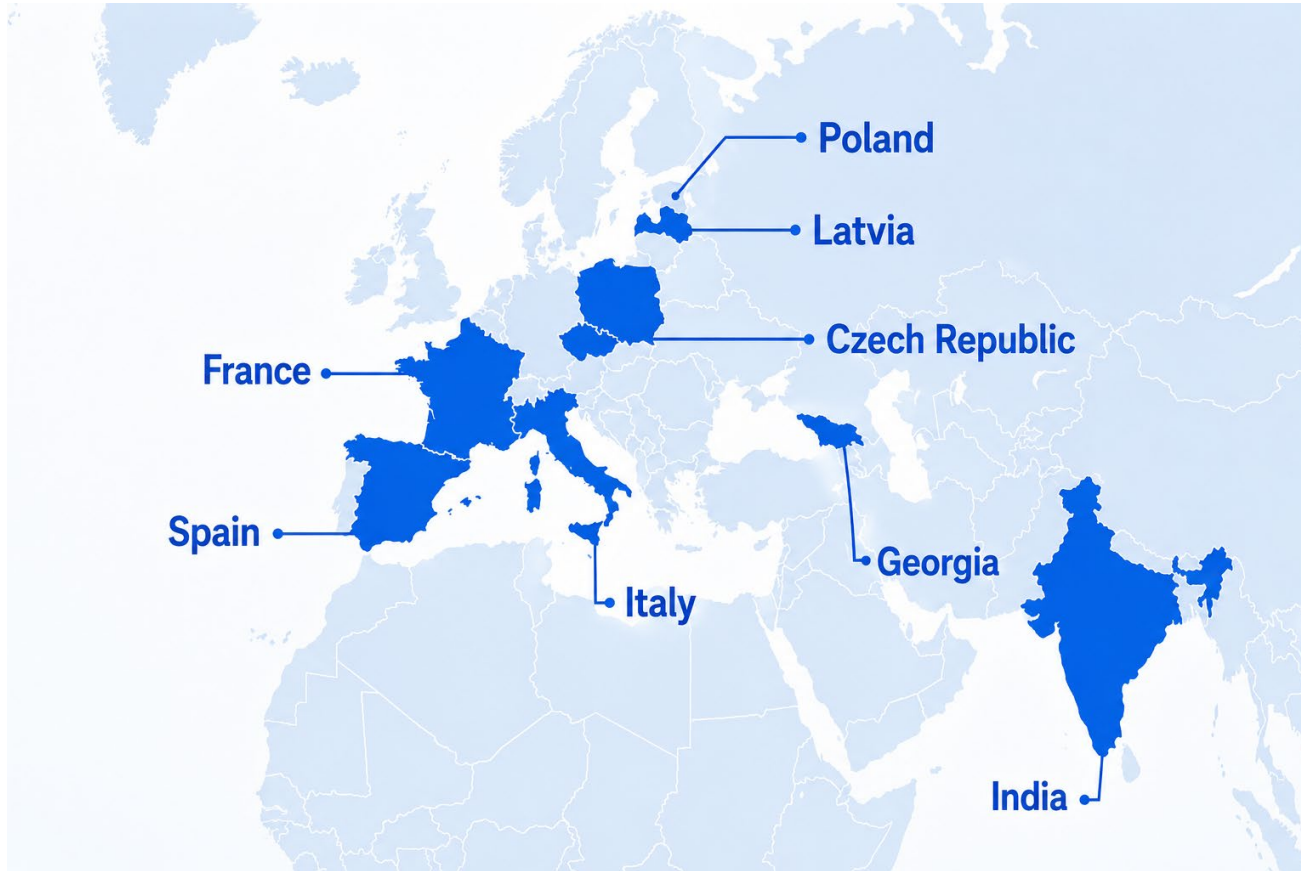 Poland
Latvia
Czech Republic
France
Spain
Georgia
Italy
India